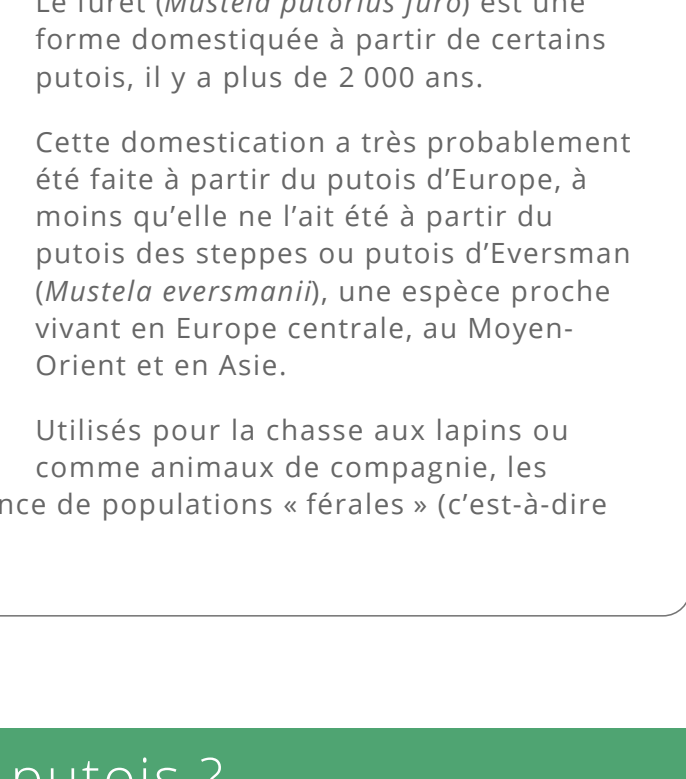 Le furet (Mustela putorius furo) est une
forme domestiquée à partir de certains
putois, il y a plus de 2 000 ans.
Cette domestication a très probablement
été faite à partir du putois d’Europe, à
moins qu’elle ne l’ait été à partir du
putois des steppes ou putois d’Eversman
(Mustela eversmanii), une espèce proche
vivant en Europe centrale, au Moyen-
Orient et en Asie.
Utilisés pour la chasse aux lapins ou
comme animaux de compagnie, les
nce de populations « férales » (c’est-à-dire
putois ?